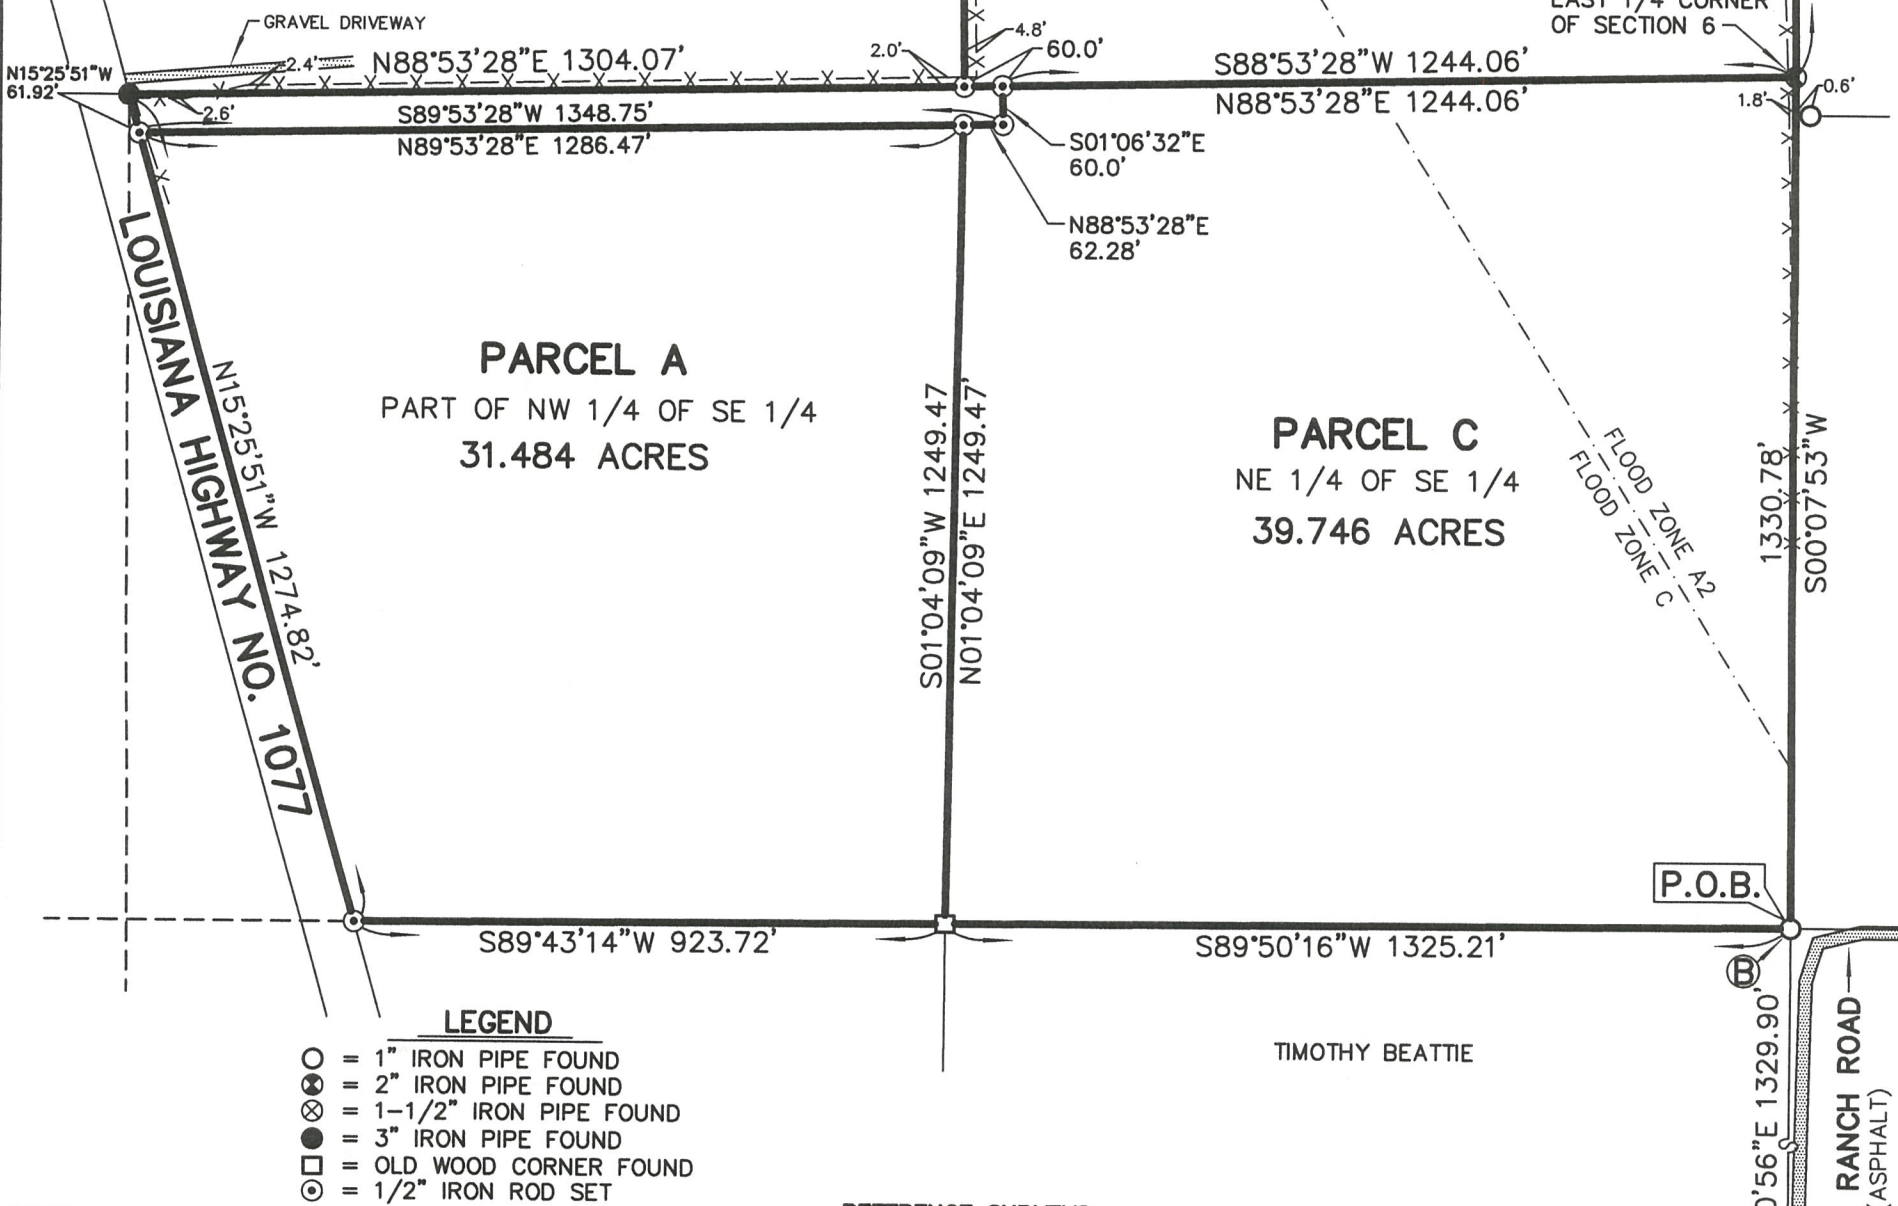 GRAVEL DRIVEWAY
EAST 1/4 CORNER
OF SECTION 6
N15°25'51"W
61.92'
2.4'
N88°53'28"E 1304.07'
2.0'
4.8'
60.0'
S88°53'28"W 1244.06'
N88°53'28"E 1244.06'
1.8'
0.6'
2.6'
S89°53'28"W 1348.75'
N89°53'28"E 1286.47'
S01°06'32"E
60.0'
N88°53'28"E
62.28'
LOUISIANA HIGHWAY NO. 1077
N15°25'51"W 1274.82'
PARCEL A
PART OF NW 1/4 OF SE 1/4
31.484 ACRES
S01°04'09"W 1249.47
N01°04'09"E 1249.47'
PARCEL C
NE 1/4 OF SE 1/4
39.746 ACRES
FLOOD ZONE A2
FLOOD ZONE C
1330.78'
S00°07'53"W
P.O.B.
S89°43'14"W 923.72'
S89°50'16"W 1325.21'
B
0'56"E 1329.90'
RANCH ROAD
(ASPHALT)
TIMOTHY BEATTIE
LEGEND
= 1" IRON PIPE FOUND
= 2" IRON PIPE FOUND
= 1-1/2" IRON PIPE FOUND
= 3" IRON PIPE FOUND
= OLD WOOD CORNER FOUND
= 1/2" IRON ROD SET